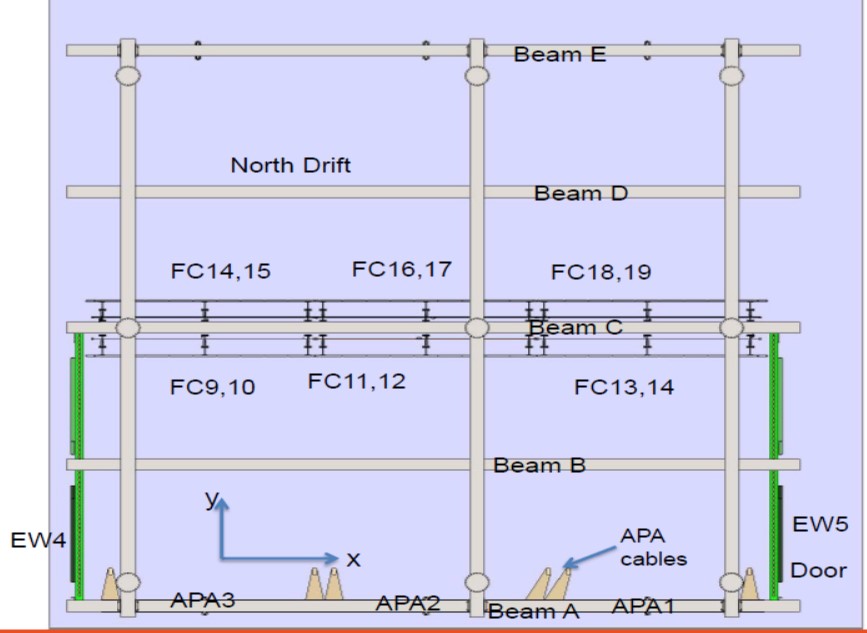 Beam E
North Drift
Beam D
FC14,15
FC16,17
FC18,19
Beam C
FC9,10
FC11,12
FC13,14
Beam B
y
x
APA
cables
EW4
EW5
Door
APA3
APA2
Beam A
APA1